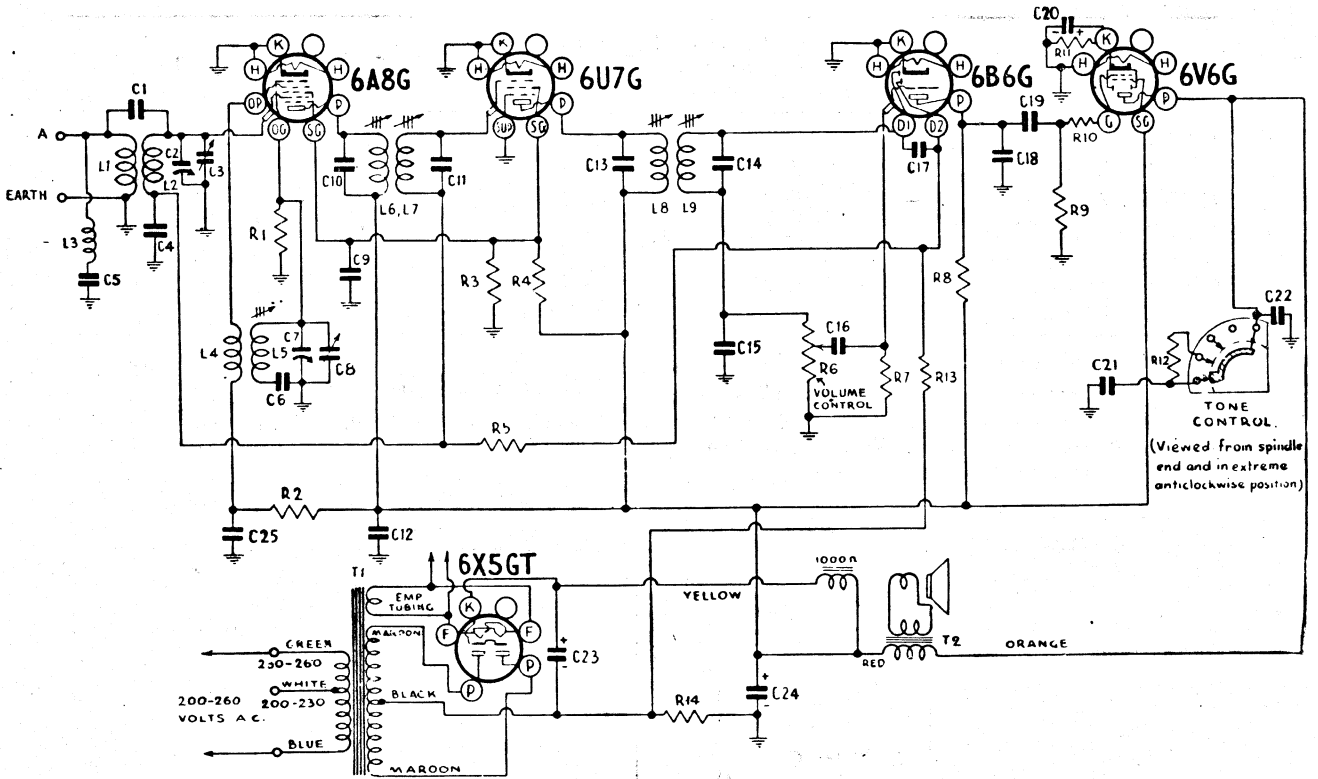 C20
- +
R11
K
H
H
6A8G
OP
P
OG
SG
K
H
H
6U7G
P
SUP
SG
K
H
H
6B6G
P
D1
D2
K
H
H
6V6G
P
G
SG
C1
A
L1
C2
L2
C3
EARTH
L3
C4
C5
R1
C10
C11
L6, L7
C9
R3
R4
C13
C14
L8
L9
C17
C19
R10
C18
R9
R8
C7
L4
L5
C8
C6
C15
C16
R6
VOLUME
CONTROL
R7
R13
C22
R12
C21
TONE
CONTROL.
(Viewed from spindle
end and in extreme
anticlockwise position)
R5
R2
C25
C12
6X5GT
T1
EMP
TUBING
K
F
F
P
P
MAROON
BLACK
MAROON
+
C23
-
YELLOW
1000Ω
T2
RED
ORANGE
GREEN
230-260
WHITE
200-230
200-260
VOLTS A C.
BLUE
R14
+
C24
-